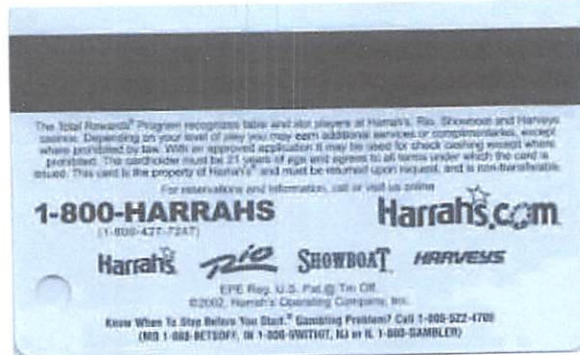 The Total Rewards® Program recognizes table and slot players at Harrah's, Rio, Showboat and Harveys
casinos. Depending on your level of play you may earn additional services or complimentaries, except
where prohibited by law. With an approved application it may be used for check cashing except where
prohibited. The cardholder must be 21 years of age and agrees to all terms under which the card is
issued. This card is the property of Harrah's® and must be returned upon request, and is non-transferable.
For reservations and information, call or visit us online
1-800-HARRAHS
(1-800-427-7247)
Harrah's.com
Harrah's Rio SHOWBOAT HARVEYS
EPE Reg. U.S. Pat.@ Tm Off.
©2002, Harrah's Operating Company, Inc.
Know When To Stop Before You Start.® Gambling Problem? Call 1-800-522-4700
(MO 1-888-BETSOFF, IN 1-800-SWITHIT, NJ or IL 1-800-GAMBLER)